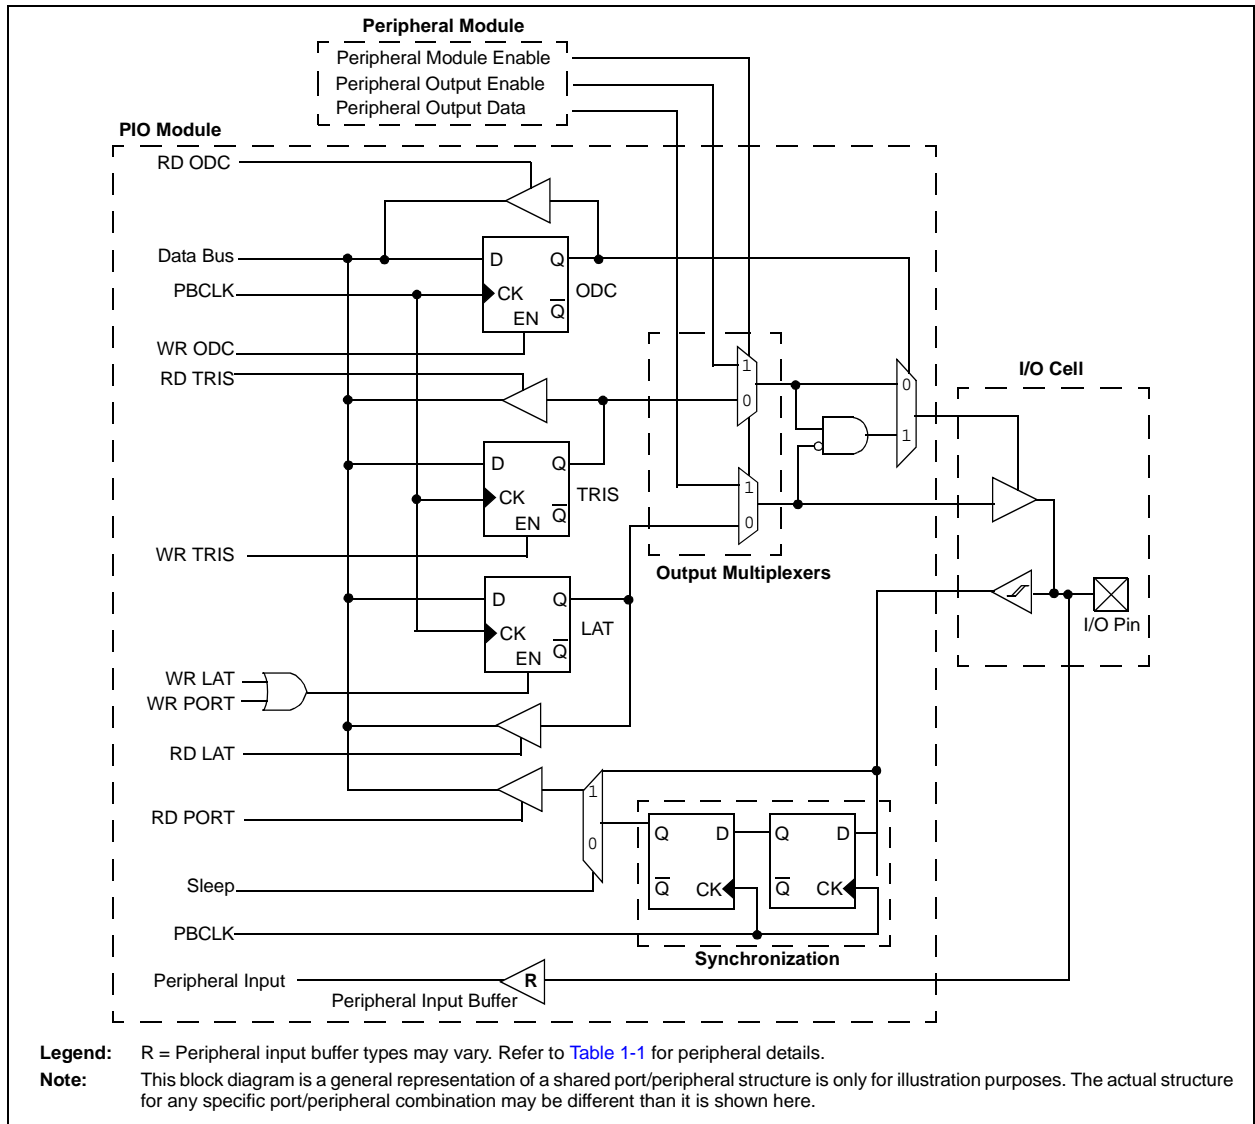 Peripheral Module
Peripheral Module Enable
Peripheral Output Enable
Peripheral Output Data
PIO Module
RD ODC
Data Bus
D
Q
PBCLK
CK
ODC
Q
EN
WR ODC
RD TRIS
1
0
I/O Cell
0
1
D
Q
CK
TRIS
Q
EN
1
0
WR TRIS
Output Multiplexers
D
Q
CK
LAT
Q
EN
I/O Pin
WR LAT
WR PORT
RD LAT
RD PORT
1
0
Q
D
Q
D
Sleep
Q
CK
Q
CK
PBCLK
Synchronization
Peripheral Input
R
Peripheral Input Buffer
Legend: R = Peripheral input buffer types may vary. Refer to Table 1-1 for peripheral details.
Note: This block diagram is a general representation of a shared port/peripheral structure is only for illustration purposes. The actual structure
for any specific port/peripheral combination may be different than it is shown here.